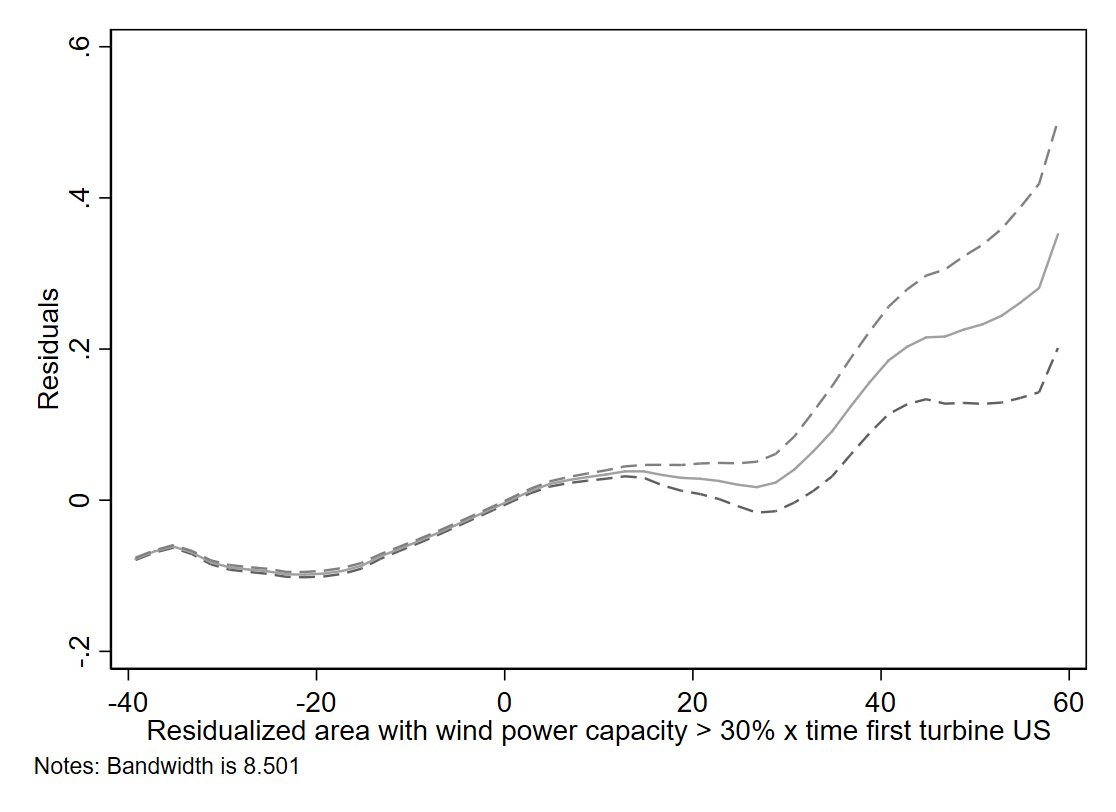 .6
.4
.2
0
-.2
Residuals
-40 -20 0 20 40 60
Residualized area with wind power capacity > 30% x time first turbine US
Notes: Bandwidth is 8.501